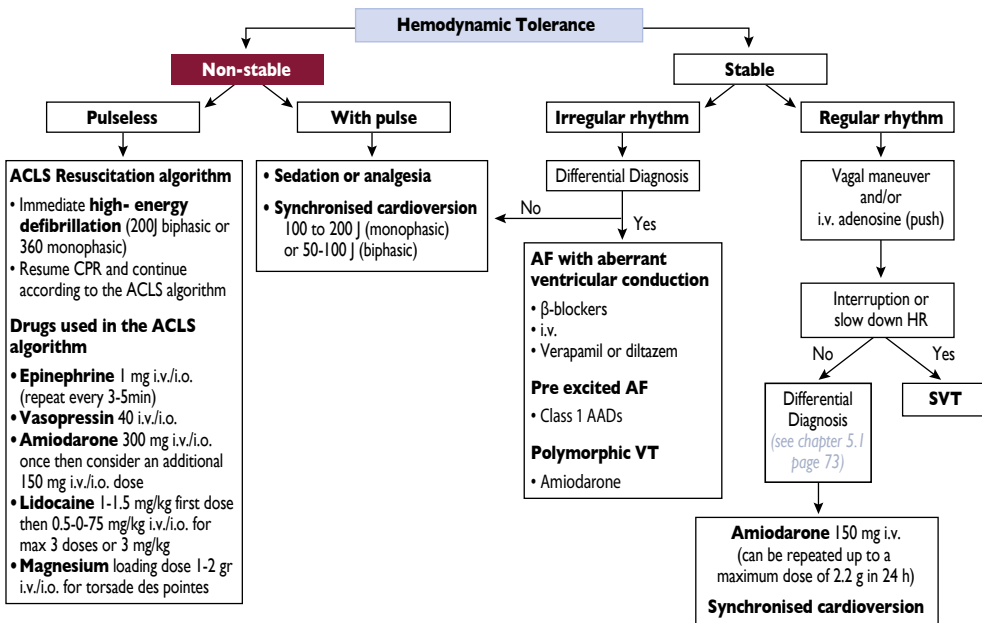 Hemodynamic Tolerance
Non-stable
Stable
Pulseless
With pulse
Irregular rhythm
Regular rhythm
ACLS Resuscitation algorithm
• Immediate high- energy
defibrillation (200J biphasic or
360 monophasic)
• Resume CPR and continue
according to the ACLS algorithm
Drugs used in the ACLS
algorithm
• Epinephrine 1 mg i.v./i.o.
(repeat every 3-5min)
• Vasopressin 40 i.v./i.o.
• Amiodarone 300 mg i.v./i.o.
once then consider an additional
150 mg i.v./i.o. dose
• Lidocaine 1-1.5 mg/kg first dose
then 0.5-0-75 mg/kg i.v./i.o. for
max 3 doses or 3 mg/kg
• Magnesium loading dose 1-2 gr
i.v./i.o. for torsade des pointes
• Sedation or analgesia
• Synchronised cardioversion
100 to 200 J (monophasic)
or 50-100 J (biphasic)
Differential Diagnosis
No
Yes
AF with aberrant
ventricular conduction
• β-blockers
• i.v.
• Verapamil or diltazem
Pre excited AF
• Class 1 AADs
Polymorphic VT
• Amiodarone
Vagal maneuver
and/or
i.v. adenosine (push)
Interruption or
slow down HR
No
Yes
Differential
Diagnosis
(see chapter 5.1
page 73)
SVT
Amiodarone 150 mg i.v.
(can be repeated up to a
maximum dose of 2.2 g in 24 h)
Synchronised cardioversion